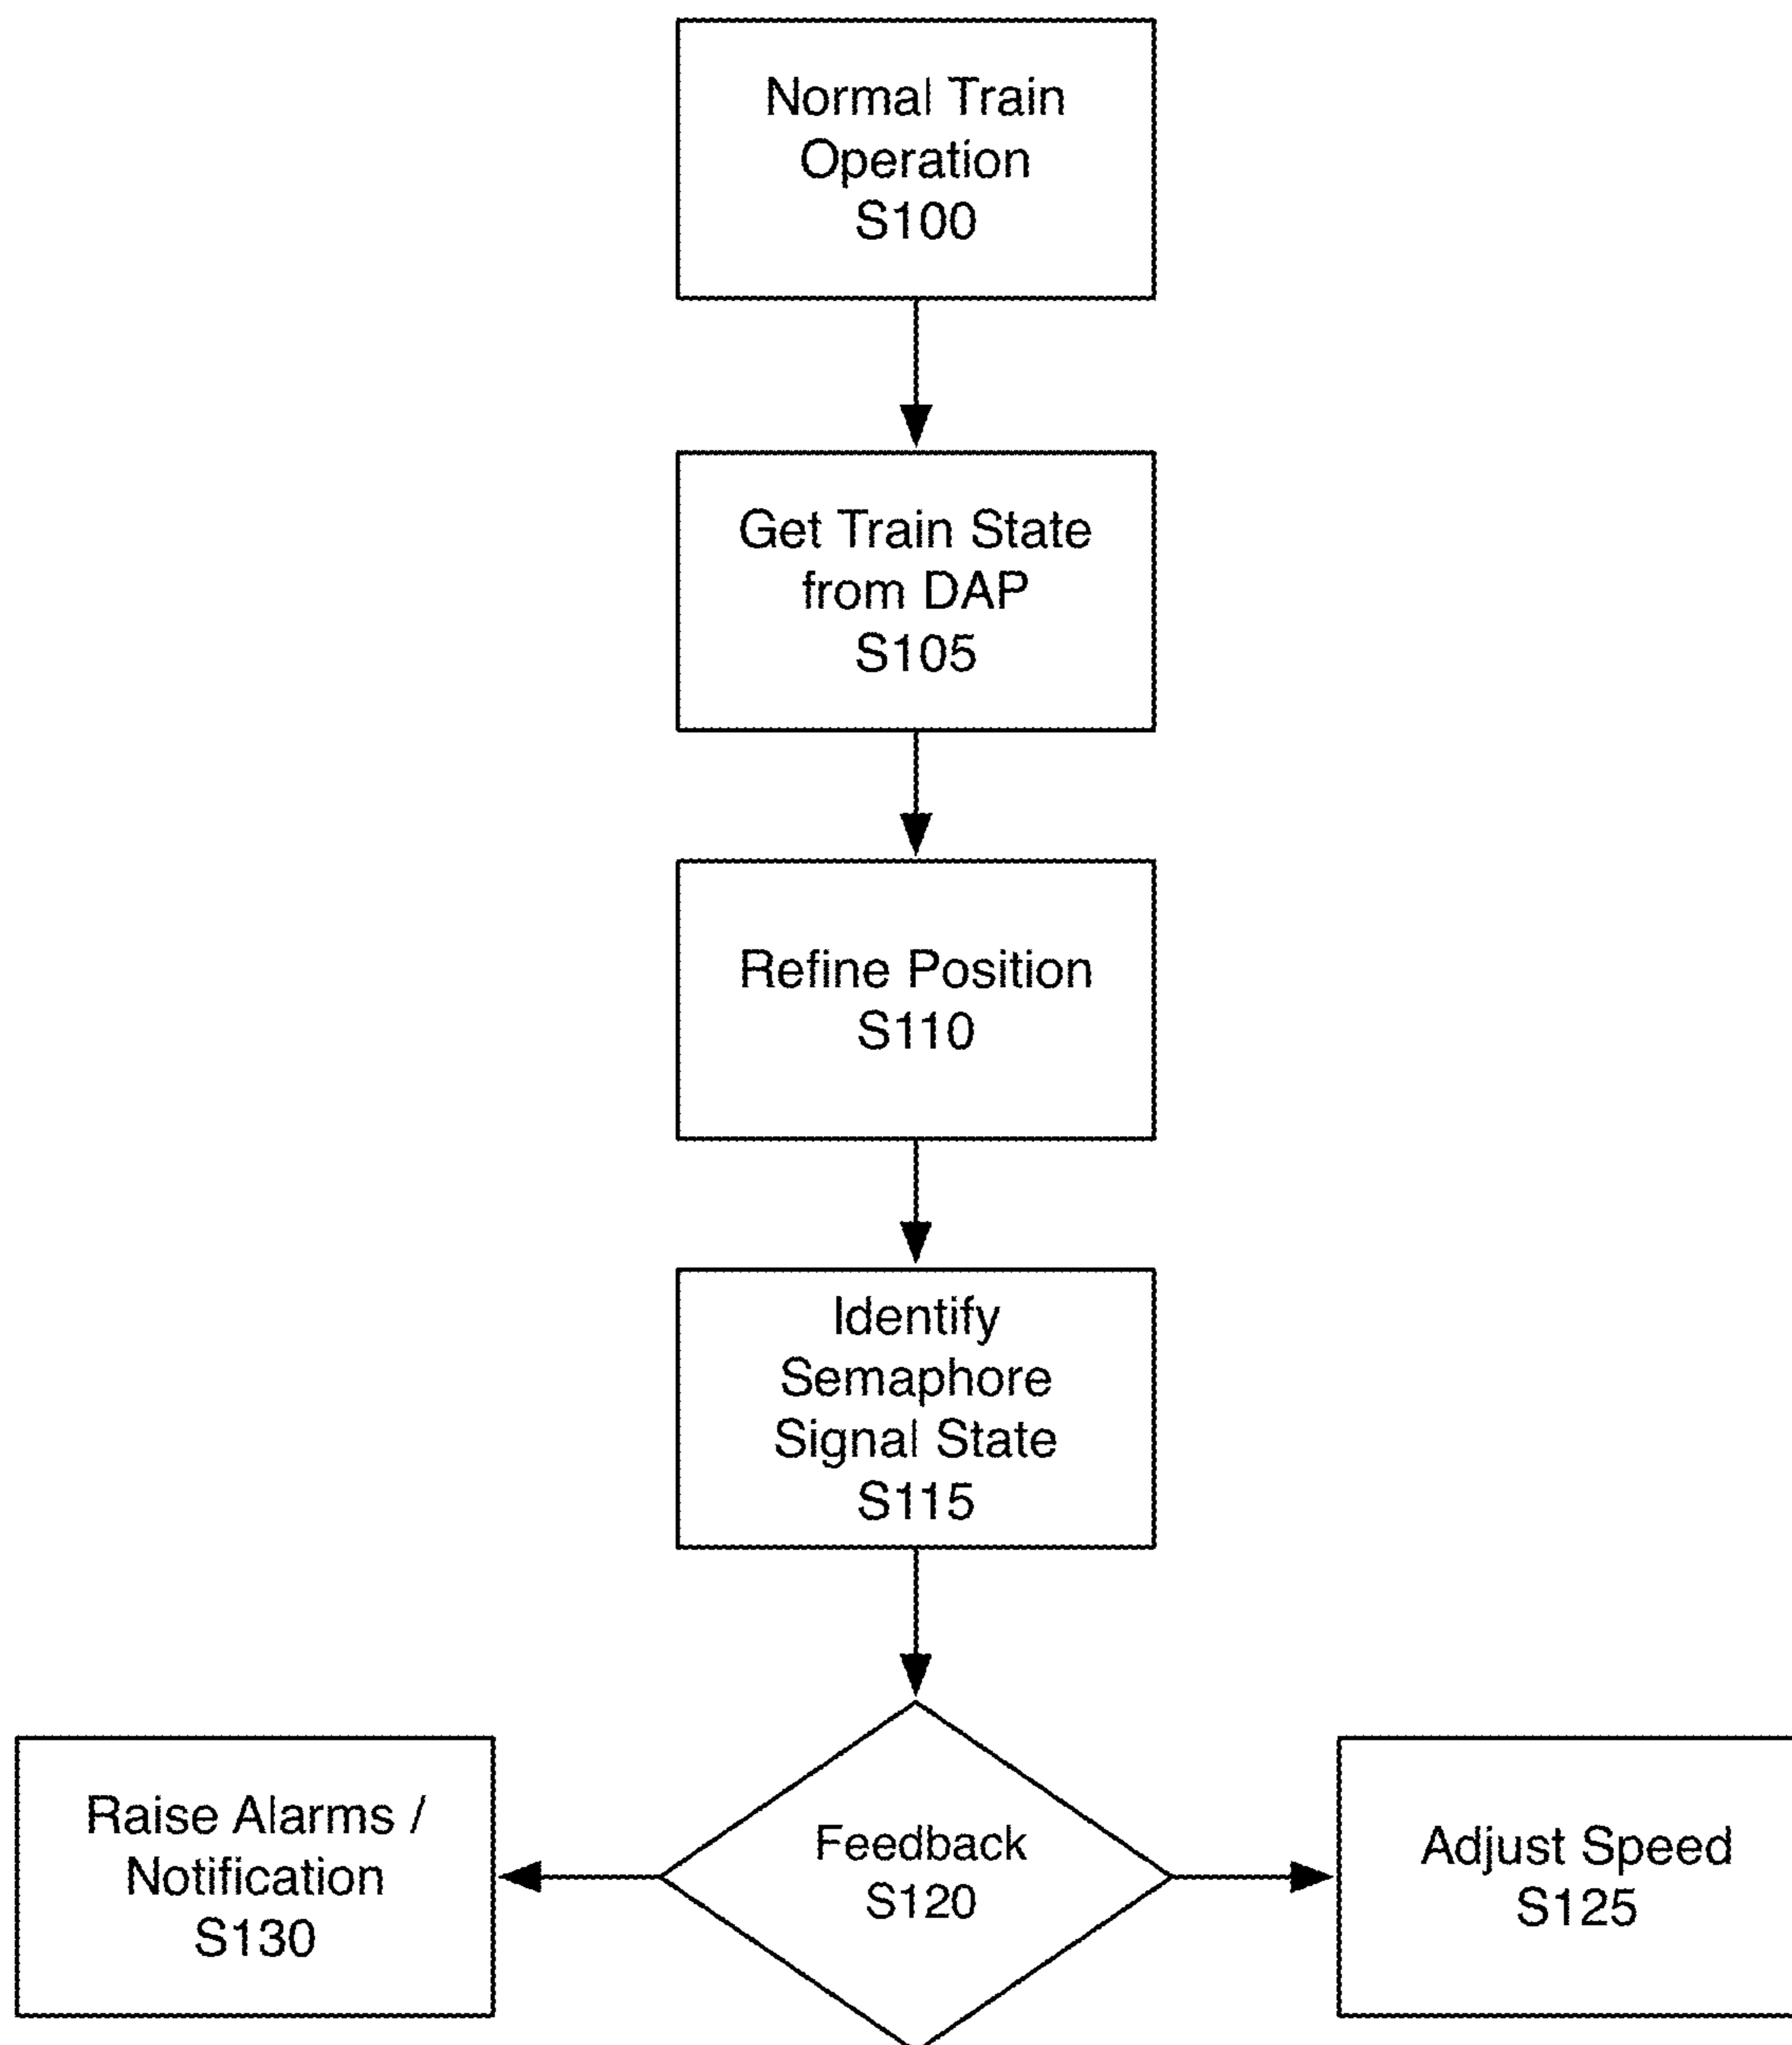 Normal Train
Operation
S100
Get Train State
from DAP
S105
Refine Position
S110
Identify
Semaphore
Signal State
S115
Raise Alarms /
Notification
S130
Feedback
S120
Adjust Speed
S125